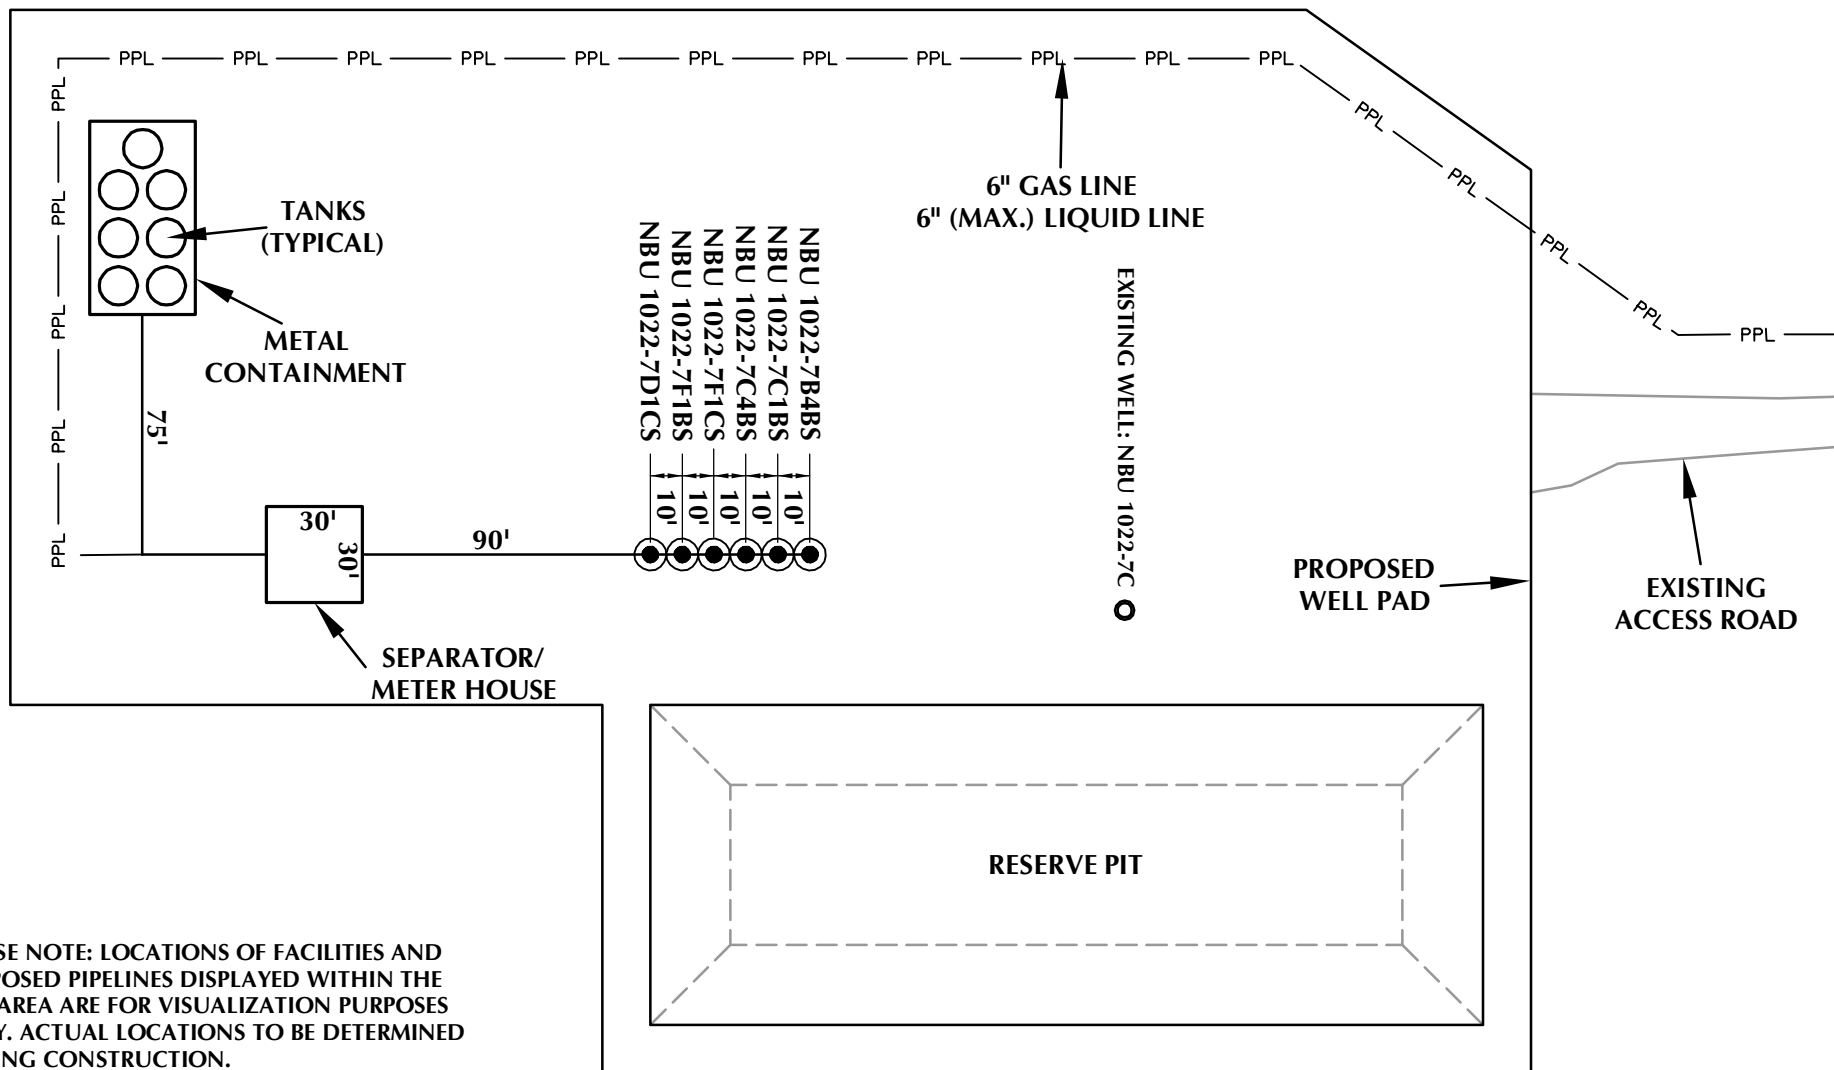 PPL PPL PPL PPL PPL PPL PPL PPL PPL PPL PPL
PPL
PPL
PPL
PPL
PPL
PPL
PPL
PPL
PPL
PPL
PPL
6" GAS LINE
6" (MAX.) LIQUID LINE
TANKS
(TYPICAL)
METAL
CONTAINMENT
75'
30'
30'
90'
SEPARATOR/
METER HOUSE
NBU 1022-7D1CS
NBU 1022-7F1BS
NBU 1022-7F1CS
NBU 1022-7C4BS
NBU 1022-7C1BS
NBU 1022-7B4BS
10'
10'
10'
10'
10'
EXISTING WELL: NBU 1022-7C
PROPOSED
WELL PAD
EXISTING
ACCESS ROAD
RESERVE PIT
SE NOTE: LOCATIONS OF FACILITIES AND
POSED PIPELINES DISPLAYED WITHIN THE
AREA ARE FOR VISUALIZATION PURPOSES
Y. ACTUAL LOCATIONS TO BE DETERMINED
NG CONSTRUCTION.